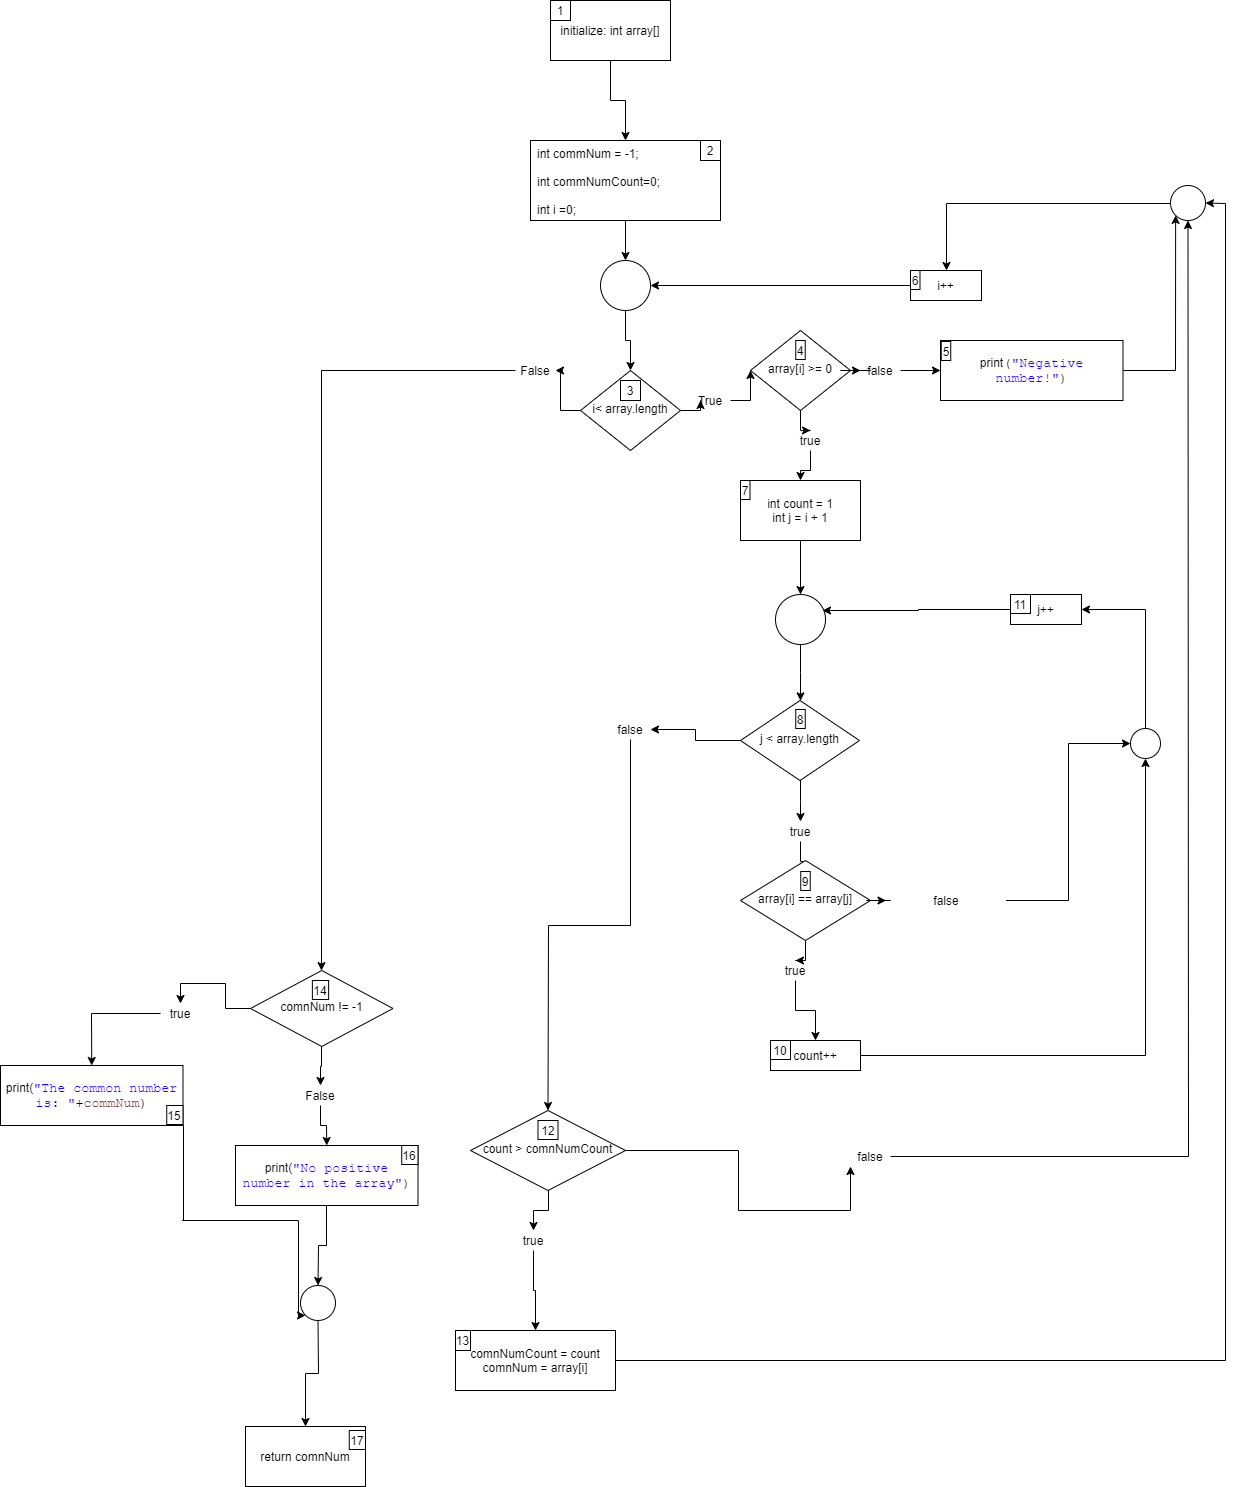 1
initialize: int array[]
2
int commNum = -1;
int commNumCount=0;
int i =0;
6
i++
3
i< array.length
False
True
4
array[i] >= 0
false
5
print ("Negative
number!")
true
7
int count = 1
int j = i + 1
11
j++
8
j < array.length
false
true
9
array[i] == array[j]
false
true
10
count++
14
comnNum != -1
true
print("The common number
is: "+commNum)
15
False
16
print("No positive
number in the array")
12
count > comnNumCount
false
true
13
comnNumCount = count
comnNum = array[i]
17
return comnNum